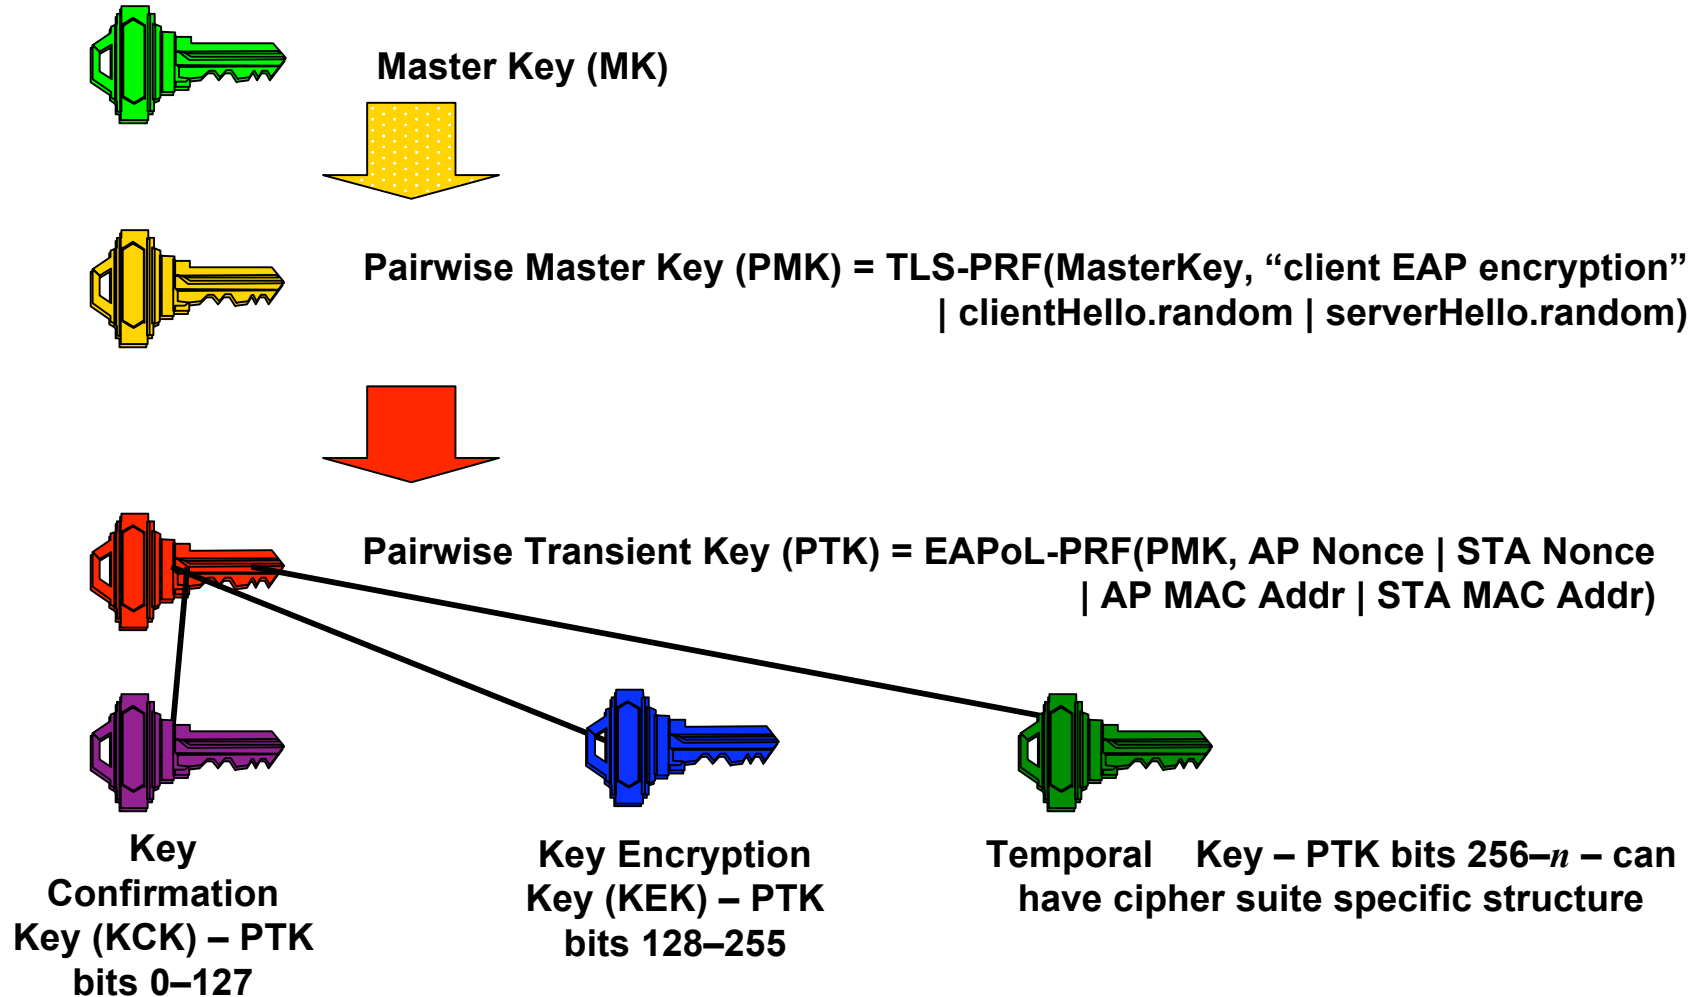 Master Key (MK)
Pairwise Master Key (PMK) = TLS-PRF(MasterKey, “client EAP encryption”
| clientHello.random | serverHello.random)
Pairwise Transient Key (PTK) = EAPoL-PRF(PMK, AP Nonce | STA Nonce
| AP MAC Addr | STA MAC Addr)
Key
Confirmation
Key (KCK) – PTK
bits 0–127
Key Encryption
Key (KEK) – PTK
bits 128–255
Temporal Key – PTK bits 256–n – can
have cipher suite specific structure